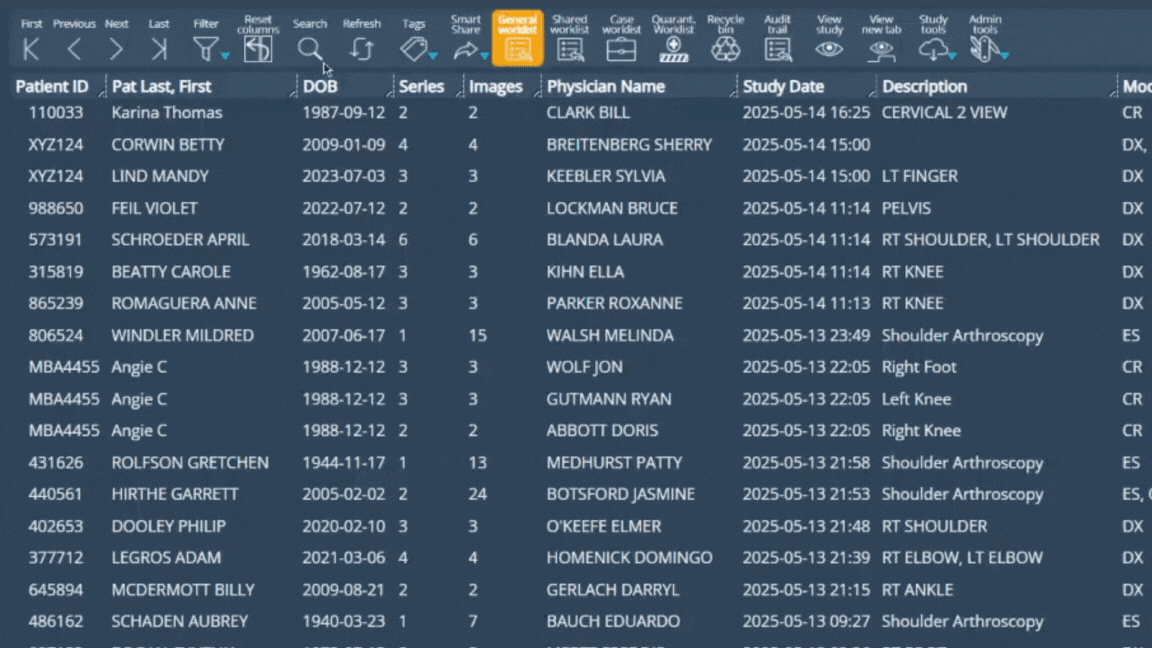 First Previous Next Last Filter Reset columns Search Refresh Tags Smart Share General worklist Shared worklist Case worklist Quarant. Worklist Recycle bin Audit trail View study View new tab Study tools Admin tools
Patient ID Pat Last, First DOB Series Images Physician Name Study Date Description
110033 Karina Thomas 1987-09-12 2 2 CLARK BILL 2025-05-14 16:25 CERVICAL 2 VIEW CR
XYZ124 CORWIN BETTY 2009-01-09 4 4 BREITENBERG SHERRY 2025-05-14 15:00 DX,
XYZ124 LIND MANDY 2023-07-03 3 3 KEEBLER SYLVIA 2025-05-14 15:00 LT FINGER DX
988650 FEIL VIOLET 2022-07-12 2 2 LOCKMAN BRUCE 2025-05-14 11:14 PELVIS DX
573191 SCHROEDER APRIL 2018-03-14 6 6 BLANDA LAURA 2025-05-14 11:14 RT SHOULDER, LT SHOULDER DX
315819 BEATTY CAROLE 1962-08-17 3 3 KIHN ELLA 2025-05-14 11:14 RT KNEE DX
865239 ROMAGUERA ANNE 2005-05-12 3 3 PARKER ROXANNE 2025-05-14 11:13 RT KNEE DX
806524 WINDLER MILDRED 2007-06-17 1 15 WALSH MELINDA 2025-05-13 23:49 Shoulder Arthroscopy ES
MBA4455 Angie C 1988-12-12 3 3 WOLF JON 2025-05-13 22:05 Right Foot CR
MBA4455 Angie C 1988-12-12 3 3 GUTMANN RYAN 2025-05-13 22:05 Left Knee CR
MBA4455 Angie C 1988-12-12 2 2 ABBOTT DORIS 2025-05-13 22:05 Right Knee CR
431626 ROLFSON GRETCHEN 1944-11-17 1 13 MEDHURST PATTY 2025-05-13 21:58 Shoulder Arthroscopy ES
440561 HIRTHE GARRETT 2005-02-02 2 24 BOTSFORD JASMINE 2025-05-13 21:53 Shoulder Arthroscopy ES,
402653 DOOLEY PHILIP 2020-02-10 3 3 O'KEEFE ELMER 2025-05-13 21:48 RT SHOULDER DX
377712 LEGROS ADAM 2021-03-06 4 4 HOMENICK DOMINGO 2025-05-13 21:39 RT ELBOW, LT ELBOW DX
645894 MCDERMOTT BILLY 2009-08-21 2 2 GERLACH DARRYL 2025-05-13 21:15 RT ANKLE DX
486162 SCHADEN AUBREY 1940-03-23 1 7 BAUCH EDUARDO 2025-05-13 09:27 Shoulder Arthroscopy ES